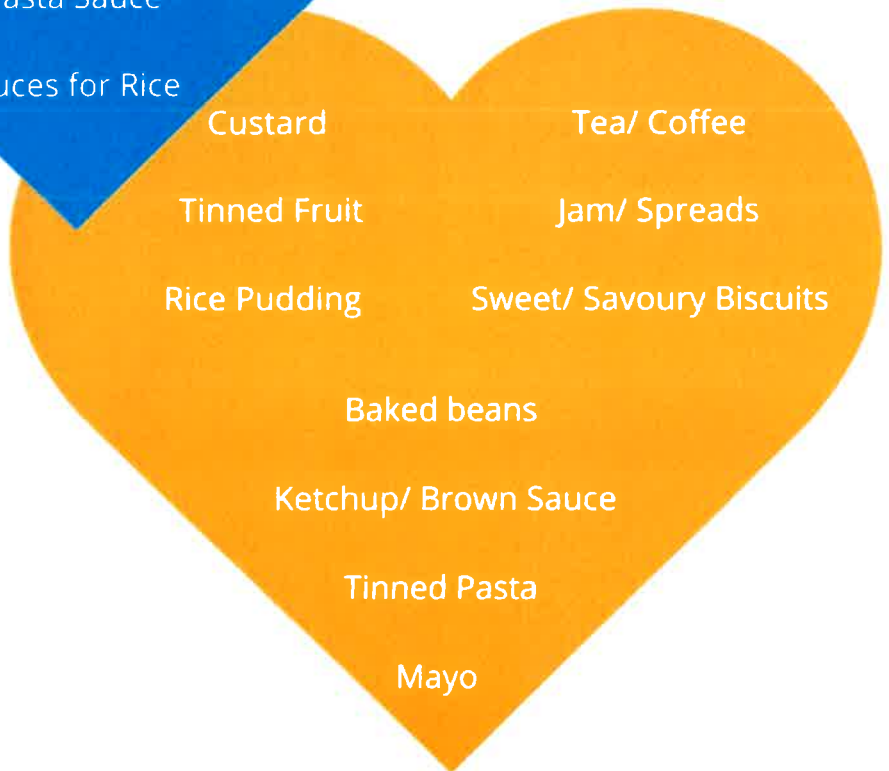 Sauce
for Rice
Custard
Tea/ Coffee
Tinned Fruit
Jam/ Spreads
Rice Pudding
Sweet/ Savoury Biscuits
Baked beans
Ketchup/ Brown Sauce
Tinned Pasta
Mayo